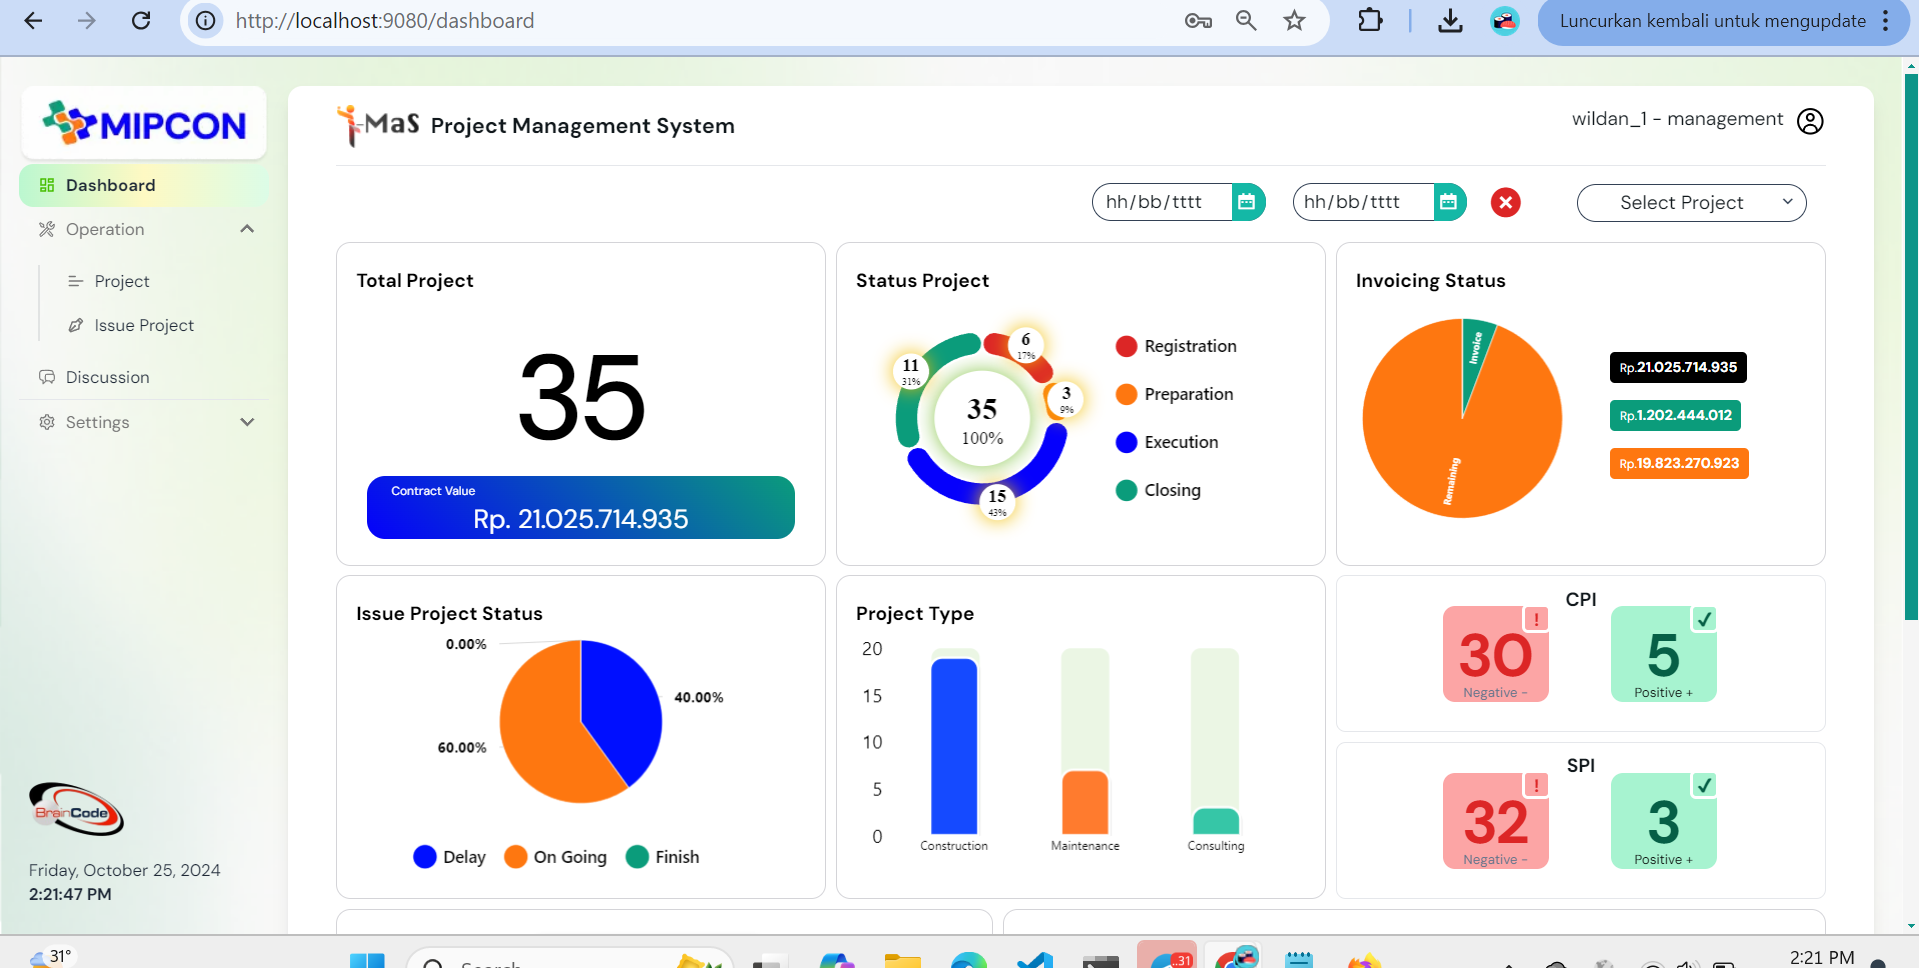 http://localhost:9080/dashboard
Luncurkan kembali untuk mengupdate
MIPCON
Dashboard
Operation
Project
Issue Project
Discussion
Settings
BrainCode
Friday, October 25, 2024
2:21:47 PM
i-MaS Project Management System
wildan_1 - management
hh/bb/tttt
hh/bb/tttt
Select Project
Total Project
35
Contract Value
Rp. 21.025.714.935
Status Project
6
17%
11
31%
3
9%
35
100%
15
43%
Registration
Preparation
Execution
Closing
Invoicing Status
Invoice
Remaining
Rp.21.025.714.935
Rp.1.202.444.012
Rp.19.823.270.923
Issue Project Status
0.00%
40.00%
60.00%
Delay
On Going
Finish
Project Type
20
15
10
5
0
Construction
Maintenance
Consulting
CPI
!
30
Negative -
5
Positive +
SPI
!
32
Negative -
3
Positive +
31°
Search
31
2:21 PM